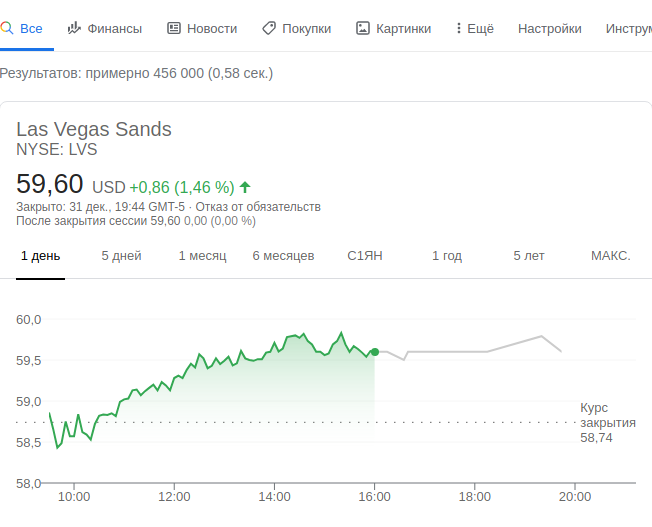 Все Финансы Новости Покупки Картинки Ещё Настройки Инструм
Результатов: примерно 456 000 (0,58 сек.)
Las Vegas Sands
NYSE: LVS
59,60 USD +0,86 (1,46 %)
Закрыто: 31 дек., 19:44 GMT-5 · Отказ от обязательств
После закрытия сессии 59,60 0,00 (0,00 %)
1 день 5 дней 1 месяц 6 месяцев С1ЯН 1 год 5 лет МАКС.
60,0
59,5
59,0
Курс
закрытия
58,74
58,5
58,0
10:00 12:00 14:00 16:00 18:00 20:00